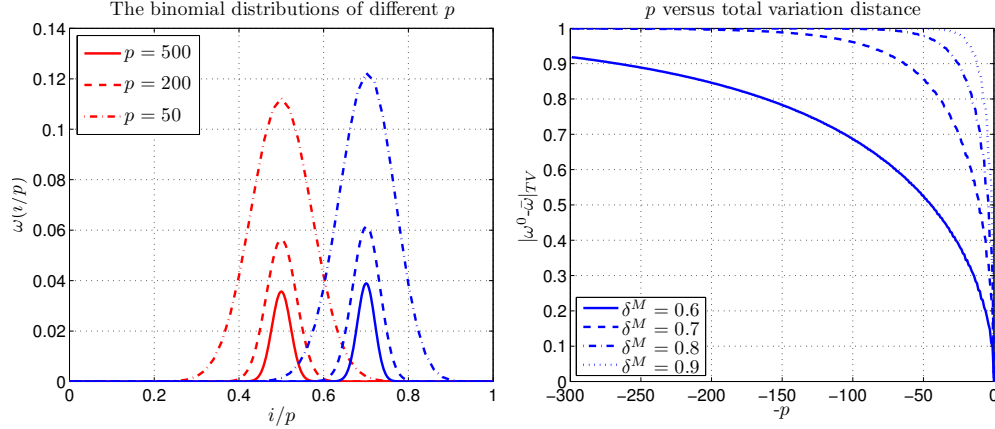 The binomial distributions of different p
ω(i/p)
0.14
0.12
0.1
0.08
0.06
0.04
0.02
0
p = 500
p = 200
p = 50
0 0.2 0.4 0.6 0.8 1
i/p
p versus total variation distance
|ω⁰-ω̄|_TV
1
0.9
0.8
0.7
0.6
0.5
0.4
0.3
0.2
0.1
0
δᴹ = 0.6
δᴹ = 0.7
δᴹ = 0.8
δᴹ = 0.9
−300 −250 −200 −150 −100 −50 0
-p